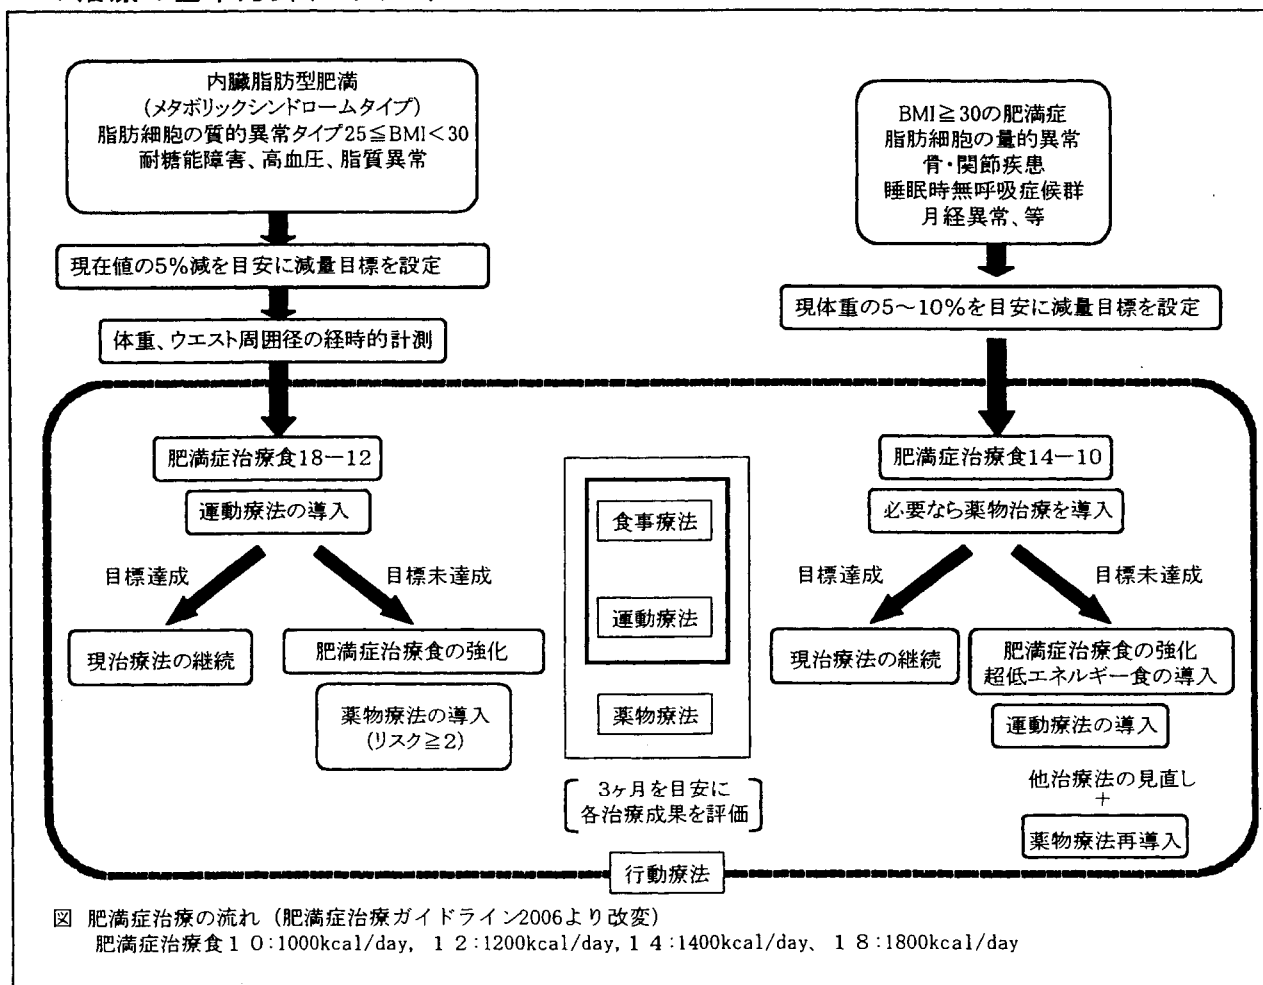 内臓脂肪型肥満
(メタボリックシンドロームタイプ)
脂肪細胞の質的異常タイプ25≦BMI<30
耐糖能障害、高血圧、脂質異常
現在値の5%減を目安に減量目標を設定
体重、ウエスト周囲径の経時的計測
BMI≧30の肥満症
脂肪細胞の量的異常
骨・関節疾患
睡眠時無呼吸症候群
月経異常、等
現体重の5～10%を目安に減量目標を設定
肥満症治療食18－12
運動療法の導入
目標達成
目標未達成
現治療法の継続
肥満症治療食の強化
薬物療法の導入
(リスク≧2)
食事療法
運動療法
薬物療法
3ヶ月を目安に
各治療成果を評価
肥満症治療食14－10
必要なら薬物治療を導入
目標達成
目標未達成
現治療法の継続
肥満症治療食の強化
超低エネルギー食の導入
運動療法の導入
他治療法の見直し
+
薬物療法再導入
行動療法
図 肥満症治療の流れ（肥満症治療ガイドライン2006より改変）
肥満症治療食１０:1000kcal/day, １２:1200kcal/day, １４:1400kcal/day、 １８:1800kcal/day